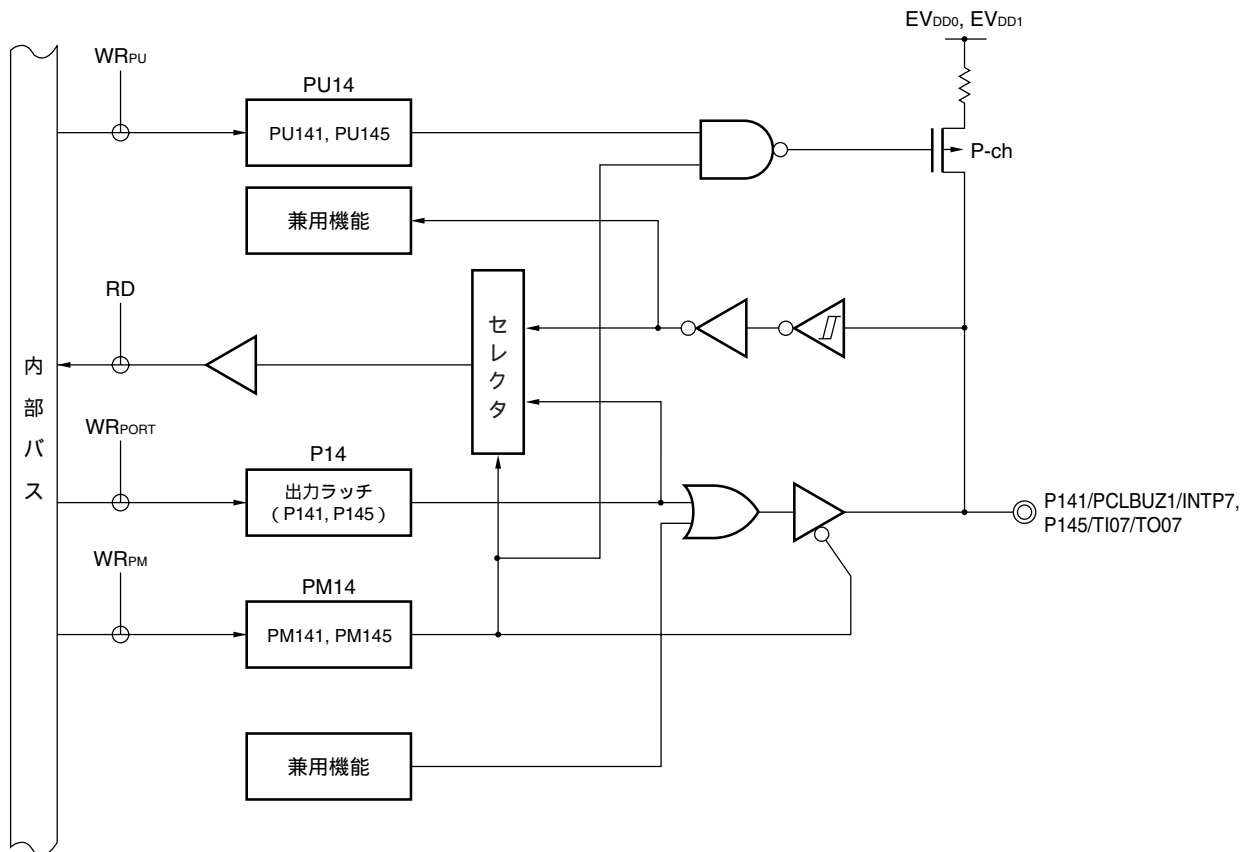 EVDD0, EVDD1
WRPU
PU14
PU141, PU145
P-ch
兼用機能
RD
セレクタ
内部バス
WRPORT
P14
出力ラッチ
（P141, P145）
P141/PCLBUZ1/INTP7,
P145/TI07/TO07
WRPM
PM14
PM141, PM145
兼用機能